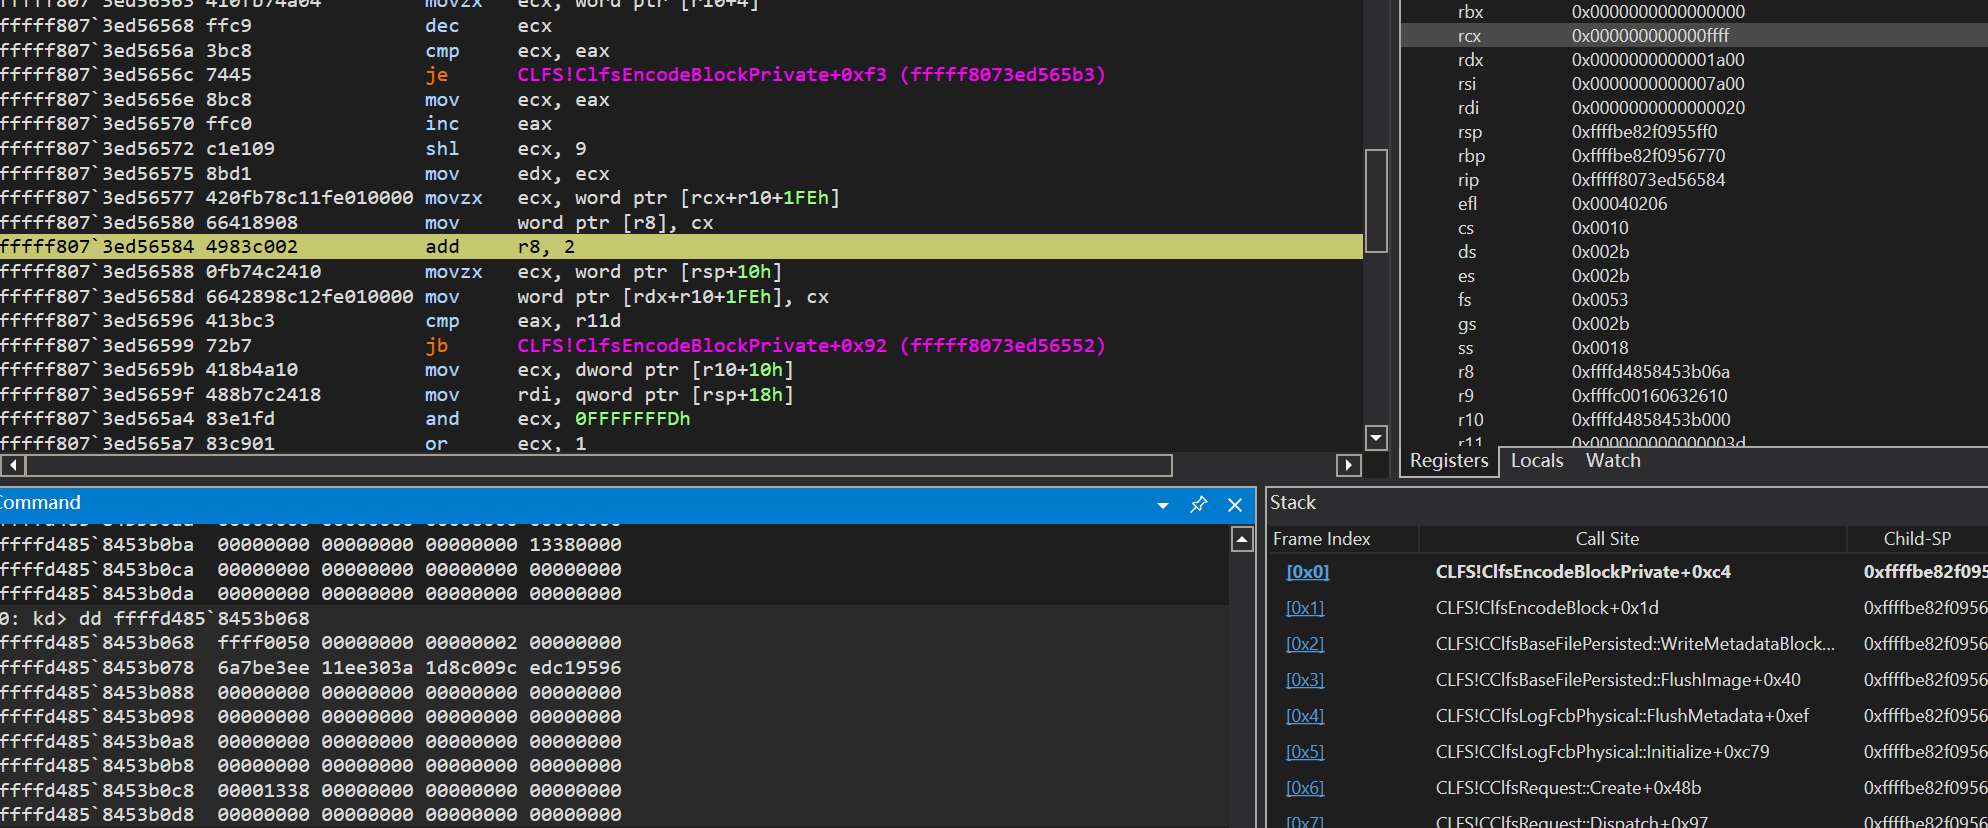 fffff807`3ed56563 410fb74a04 movzx ecx, word ptr [r10+4]
fffff807`3ed56568 ffc9 dec ecx
fffff807`3ed5656a 3bc8 cmp ecx, eax
fffff807`3ed5656c 7445 je CLFS!ClfsEncodeBlockPrivate+0xf3 (fffff8073ed565b3)
fffff807`3ed5656e 8bc8 mov ecx, eax
fffff807`3ed56570 ffc0 inc eax
fffff807`3ed56572 c1e109 shl ecx, 9
fffff807`3ed56575 8bd1 mov edx, ecx
fffff807`3ed56577 420fb78c11fe010000 movzx ecx, word ptr [rcx+r10+1FEh]
fffff807`3ed56580 66418908 mov word ptr [r8], cx
fffff807`3ed56584 4983c002 add r8, 2
fffff807`3ed56588 0fb74c2410 movzx ecx, word ptr [rsp+10h]
fffff807`3ed5658d 6642898c12fe010000 mov word ptr [rdx+r10+1FEh], cx
fffff807`3ed56596 413bc3 cmp eax, r11d
fffff807`3ed56599 72b7 jb CLFS!ClfsEncodeBlockPrivate+0x92 (fffff8073ed56552)
fffff807`3ed5659b 418b4a10 mov ecx, dword ptr [r10+10h]
fffff807`3ed5659f 488b7c2418 mov rdi, qword ptr [rsp+18h]
fffff807`3ed565a4 83e1fd and ecx, 0FFFFFFFDh
fffff807`3ed565a7 83c901 or ecx, 1
rbx 0x0000000000000000
rcx 0x000000000000ffff
rdx 0x0000000000001a00
rsi 0x0000000000007a00
rdi 0x0000000000000020
rsp 0xffffbe82f0955ff0
rbp 0xffffbe82f0956770
rip 0xfffff8073ed56584
efl 0x00040206
cs 0x0010
ds 0x002b
es 0x002b
fs 0x0053
gs 0x002b
ss 0x0018
r8 0xffffd4858453b06a
r9 0xffffc00160632610
r10 0xffffd4858453b000
r11 0x000000000000003d
Registers Locals Watch
Command
ffffd485`8453b0ba 00000000 00000000 00000000 13380000
ffffd485`8453b0ca 00000000 00000000 00000000 00000000
ffffd485`8453b0da 00000000 00000000 00000000 00000000
0: kd> dd ffffd485`8453b068
ffffd485`8453b068 ffff0050 00000000 00000002 00000000
ffffd485`8453b078 6a7be3ee 11ee303a 1d8c009c edc19596
ffffd485`8453b088 00000000 00000000 00000000 00000000
ffffd485`8453b098 00000000 00000000 00000000 00000000
ffffd485`8453b0a8 00000000 00000000 00000000 00000000
ffffd485`8453b0b8 00000000 00000000 00000000 00000000
ffffd485`8453b0c8 00001338 00000000 00000000 00000000
ffffd485`8453b0d8 00000000 00000000 00000000 00000000
Stack
Frame Index Call Site Child-SP
[0x0] CLFS!ClfsEncodeBlockPrivate+0xc4 0xffffbe82f095
[0x1] CLFS!ClfsEncodeBlock+0x1d 0xffffbe82f0956
[0x2] CLFS!CClfsBaseFilePersisted::WriteMetadataBlock... 0xffffbe82f0956
[0x3] CLFS!CClfsBaseFilePersisted::FlushImage+0x40 0xffffbe82f0956
[0x4] CLFS!CClfsLogFcbPhysical::FlushMetadata+0xef 0xffffbe82f0956
[0x5] CLFS!CClfsLogFcbPhysical::Initialize+0xc79 0xffffbe82f0956
[0x6] CLFS!CClfsRequest::Create+0x48b 0xffffbe82f0956
[0x7] CLFS!CClfsRequest::Dispatch+0x97 0xffffbe82f0956